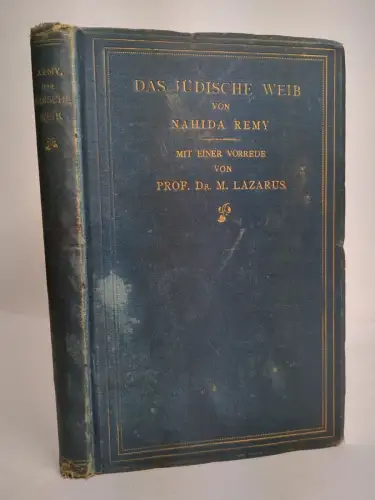 DAS JÜDISCHE WEIB
VON
NAHIDA REMY
MIT EINER VORREDE
VON
PROF. DR. M. LAZARUS.
REMY,
DAS
JÜDISCHE
WEIB.